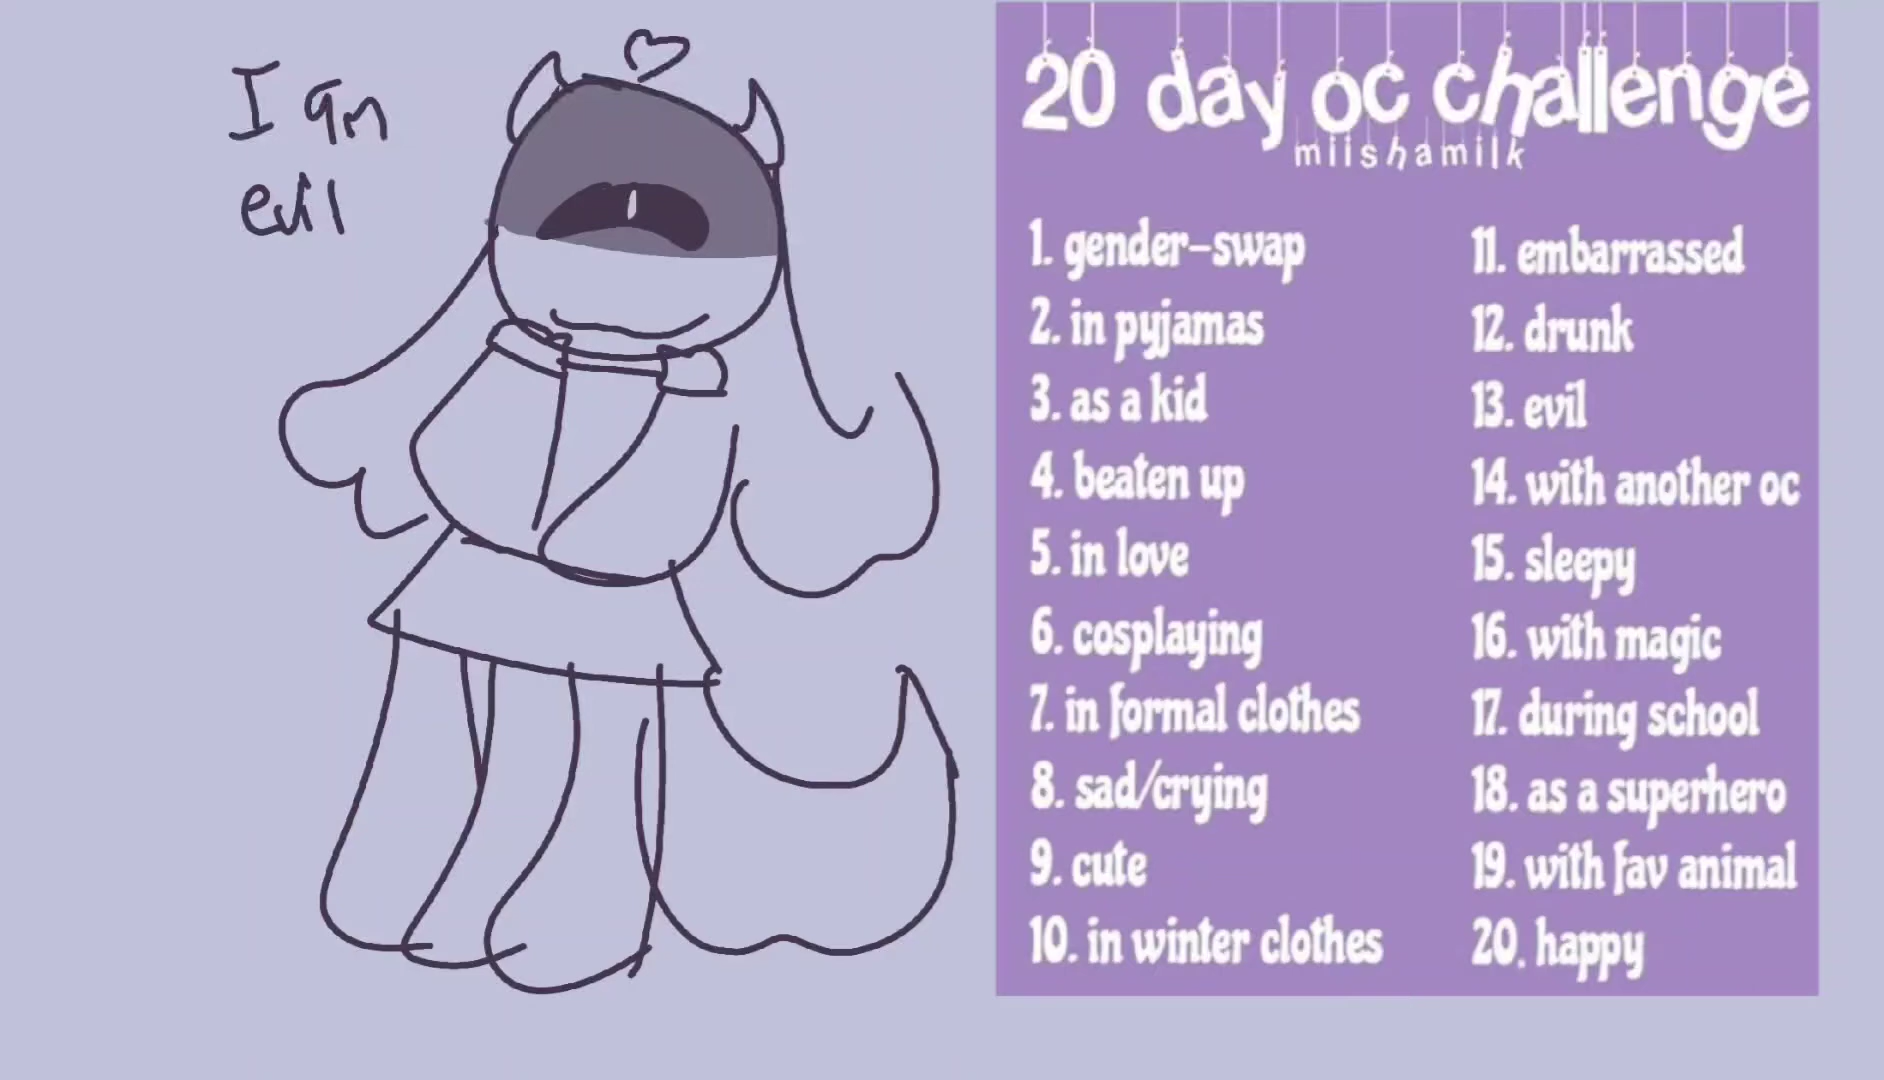 I am
evil
20 day oc challenge
miishamilk
1. gender-swap
2. in pyjamas
3. as a kid
4. beaten up
5. in love
6. cosplaying
7. in formal clothes
8. sad/crying
9. cute
10. in winter clothes
11. embarrassed
12. drunk
13. evil
14. with another oc
15. sleepy
16. with magic
17. during school
18. as a superhero
19. with fav animal
20. happy